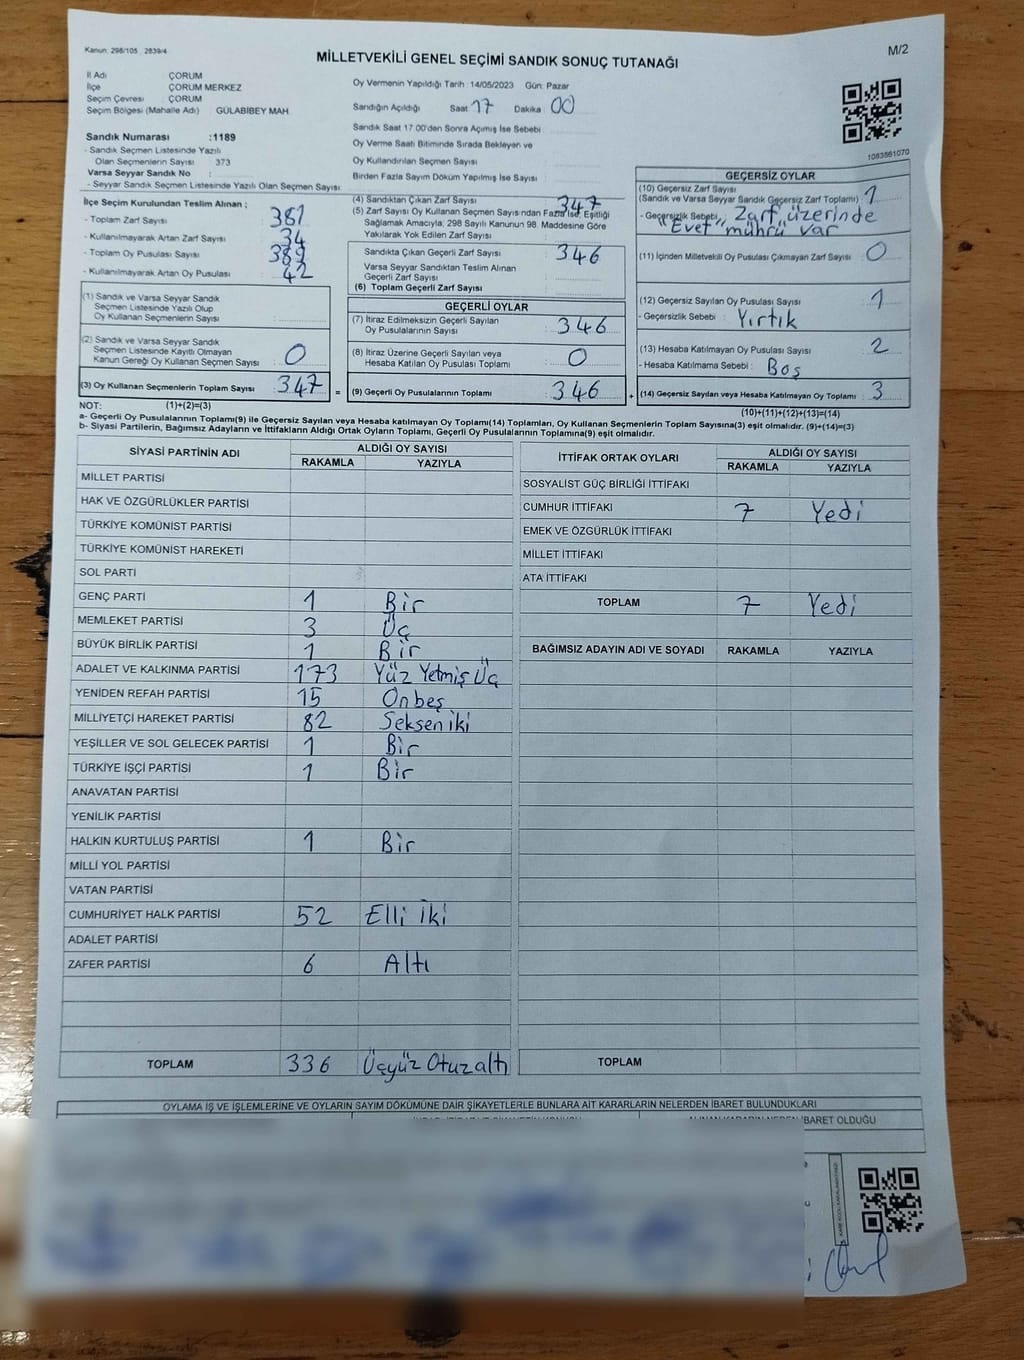 Kanun: 298/105 , 2839/4
M/2
MİLLETVEKİLİ GENEL SEÇİMİ SANDIK SONUÇ TUTANAĞI
İl Adı ÇORUM
İlçe ÇORUM MERKEZ
Seçim Çevresi ÇORUM
Seçim Bölgesi (Mahalle Adı) : GÜLABİBEY MAH.
Sandık Numarası :1189
- Sandık Seçmen Listesinde Yazılı
Olan Seçmenlerin Sayısı 373
Varsa Seyyar Sandık No :
- Seyyar Sandık Seçmen Listesinde Yazılı Olan Seçmen Sayısı:
Oy Vermenin Yapıldığı Tarih :14/05/2023 Gün: Pazar
Sandığın Açıldığı Saat 17 Dakika : 00
Sandık Saat 17.00'den Sonra Açımış İse Sebebi :
Oy Verme Saati Bitiminde Sırada Bekleyen ve
Oy Kullandırılan Seçmen Sayısı :
Birden Fazla Sayım Döküm Yapılmış İse Sayısı :
1083561070
İlçe Seçim Kurulundan Teslim Alınan ;
- Toplam Zarf Sayısı : 381
- Kullanılmayarak Artan Zarf Sayısı : 34
- Toplam Oy Pusulası Sayısı : 389
- Kullanılmayarak Artan Oy Pusulası : 42
(1) Sandık ve Varsa Seyyar Sandık
Seçmen Listesinde Yazılı Olup
Oy Kullanan Seçmenlerin Sayısı :
(2) Sandık ve Varsa Seyyar Sandık
Seçmen Listesinde Kayıtlı Olmayan
Kanun Gereği Oy Kullanan Seçmen Sayısı : 0
(3) Oy Kullanan Seçmenlerin Toplam Sayısı : 347 =
(4) Sandıktan Çıkan Zarf Sayısı : 347
(5) Zarf Sayısı Oy Kullanan Seçmen Sayısından Fazla İse, Eşitliği
Sağlamak Amacıyla, 298 Sayılı Kanunun 98. Maddesine Göre
Yakılarak Yok Edilen Zarf Sayısı :
Sandıkta Çıkan Geçerli Zarf Sayısı : 346
Varsa Seyyar Sandıktan Teslim Alınan
Geçerli Zarf Sayısı :
(6) Toplam Geçerli Zarf Sayısı :
GEÇERLİ OYLAR
(7) İtiraz Edilmeksizin Geçerli Sayılan
Oy Pusulalarının Sayısı : 346
(8) İtiraz Üzerine Geçerli Sayılan veya
Hesaba Katılan Oy Pusulası Toplamı : 0
(9) Geçerli Oy Pusulalarının Toplamı : 346 +
GEÇERSİZ OYLAR
(10) Geçersiz Zarf Sayısı
(Sandık ve Varsa Seyyar Sandık Geçersiz Zarf Toplamı) : 1
- Geçersizlik Sebebi : Zarf üzerinde
"Evet" mührü var
(11) İçinden Milletvekili Oy Pusulası Çıkmayan Zarf Sayısı : 0
(12) Geçersiz Sayılan Oy Pusulası Sayısı : 1
- Geçersizlik Sebebi : Yırtık
(13) Hesaba Katılmayan Oy Pusulası Sayısı : 2
- Hesaba Katılmama Sebebi : Boş
(14) Geçersiz Sayılan veya Hesaba Katılmayan Oy Toplamı : 3
NOT: (1)+(2)=(3)
(10)+(11)+(12)+(13)=(14)
a- Geçerli Oy Pusulalarının Toplamı(9) ile Geçersiz Sayılan veya Hesaba katılmayan Oy Toplamı(14) Toplamları, Oy Kullanan Seçmenlerin Toplam Sayısına(3) eşit olmalıdır. (9)+(14)=(3)
b- Siyasi Partilerin, Bağımsız Adayların ve İttifakların Aldığı Ortak Oyların Toplamı, Geçerli Oy Pusulalarının Toplamına(9) eşit olmalıdır.
SİYASİ PARTİNİN ADI ALDIĞI OY SAYISI
RAKAMLA YAZIYLA
MİLLET PARTİSİ
HAK VE ÖZGÜRLÜKLER PARTİSİ
TÜRKİYE KOMÜNİST PARTİSİ
TÜRKİYE KOMÜNİST HAREKETİ
SOL PARTİ
GENÇ PARTİ 1 Bir
MEMLEKET PARTİSİ 3 Üç
BÜYÜK BİRLİK PARTİSİ 1 Bir
ADALET VE KALKINMA PARTİSİ 173 Yüz Yetmiş Üç
YENİDEN REFAH PARTİSİ 15 Onbeş
MİLLİYETÇİ HAREKET PARTİSİ 82 Seksen iki
YEŞİLLER VE SOL GELECEK PARTİSİ 1 Bir
TÜRKİYE İŞÇİ PARTİSİ 1 Bir
ANAVATAN PARTİSİ
YENİLİK PARTİSİ
HALKIN KURTULUŞ PARTİSİ 1 Bir
MİLLİ YOL PARTİSİ
VATAN PARTİSİ
CUMHURİYET HALK PARTİSİ 52 Elli iki
ADALET PARTİSİ
ZAFER PARTİSİ 6 Altı
TOPLAM 336 Üçyüz Otuzaltı
İTTİFAK ORTAK OYLARI ALDIĞI OY SAYISI
RAKAMLA YAZIYLA
SOSYALİST GÜÇ BİRLİĞİ İTTİFAKI
CUMHUR İTTİFAKI 7 Yedi
EMEK VE ÖZGÜRLÜK İTTİFAKI
MİLLET İTTİFAKI
ATA İTTİFAKI
TOPLAM 7 Yedi
BAĞIMSIZ ADAYIN ADI VE SOYADI RAKAMLA YAZIYLA
TOPLAM
OYLAMA İŞ VE İŞLEMLERİNE VE OYLARIN SAYIM DÖKÜMÜNE DAİR ŞİKAYETLERLE BUNLARA AİT KARARLARIN NELERDEN İBARET BULUNDUKLARI
İBARET OLDUĞU